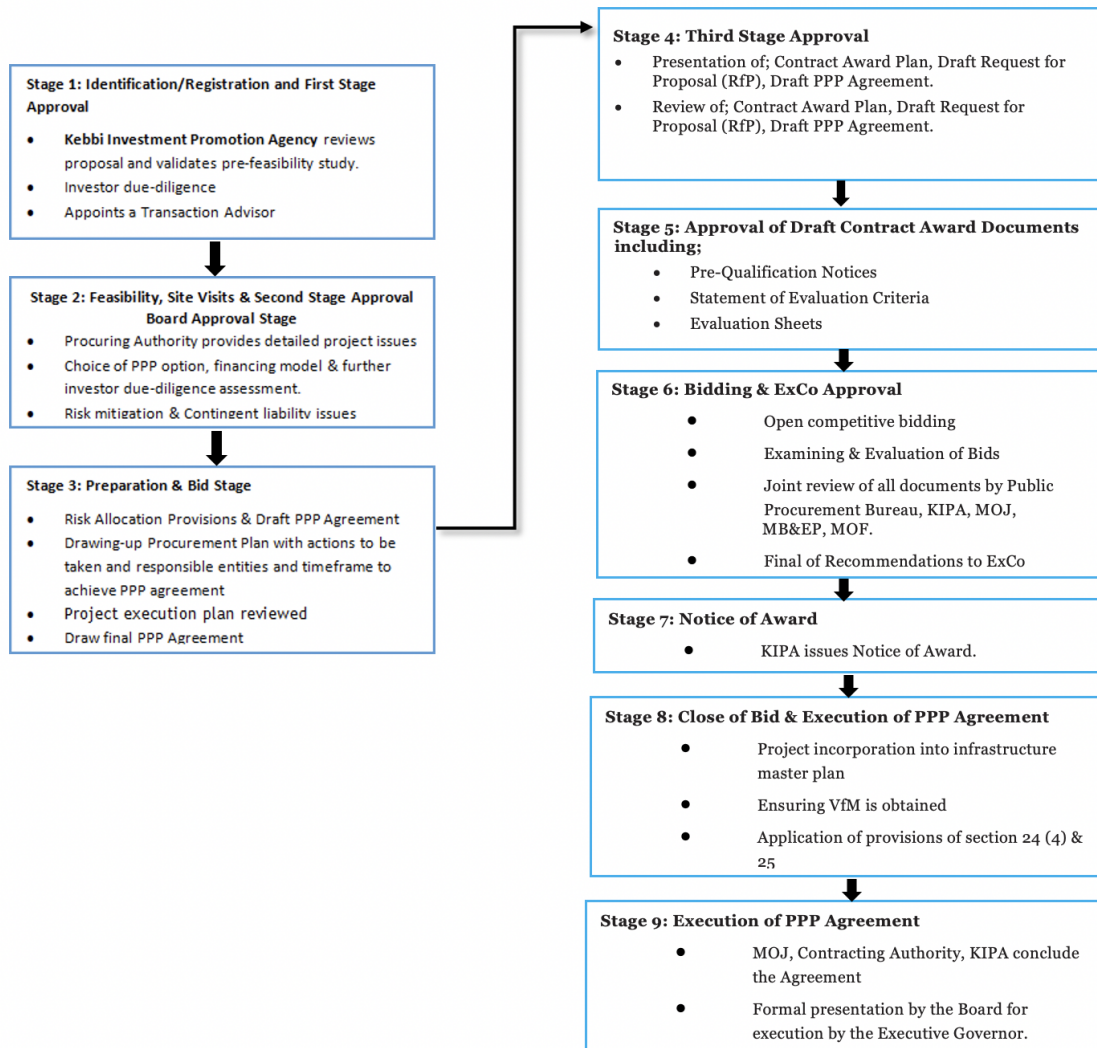 Stage 1: Identification/Registration and First Stage
Approval
• Kebbi Investment Promotion Agency reviews
proposal and validates pre-feasibility study.
• Investor due-diligence
• Appoints a Transaction Advisor
Stage 2: Feasibility, Site Visits & Second Stage Approval
Board Approval Stage
• Procuring Authority provides detailed project issues
• Choice of PPP option, financing model & further
investor due-diligence assessment.
• Risk mitigation & Contingent liability issues
Stage 3: Preparation & Bid Stage
• Risk Allocation Provisions & Draft PPP Agreement
• Drawing-up Procurement Plan with actions to be
taken and responsible entities and timeframe to
achieve PPP agreement
• Project execution plan reviewed
• Draw final PPP Agreement
Stage 4: Third Stage Approval
• Presentation of; Contract Award Plan, Draft Request for
Proposal (RfP), Draft PPP Agreement.
• Review of; Contract Award Plan, Draft Request for
Proposal (RfP), Draft PPP Agreement.
Stage 5: Approval of Draft Contract Award Documents
including;
• Pre-Qualification Notices
• Statement of Evaluation Criteria
• Evaluation Sheets
Stage 6: Bidding & ExCo Approval
• Open competitive bidding
• Examining & Evaluation of Bids
• Joint review of all documents by Public
Procurement Bureau, KIPA, MOJ,
MB&EP, MOF.
• Final of Recommendations to ExCo
Stage 7: Notice of Award
• KIPA issues Notice of Award.
Stage 8: Close of Bid & Execution of PPP Agreement
• Project incorporation into infrastructure
master plan
• Ensuring VfM is obtained
• Application of provisions of section 24 (4) &
25
Stage 9: Execution of PPP Agreement
• MOJ, Contracting Authority, KIPA conclude
the Agreement
• Formal presentation by the Board for
execution by the Executive Governor.